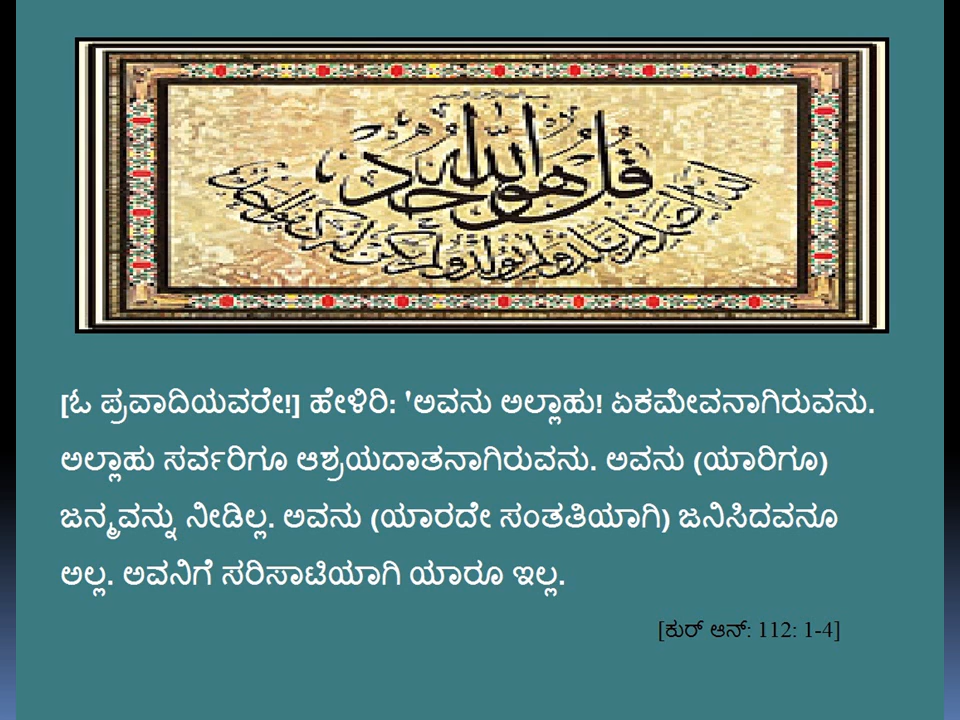 قل هو الله احد
[ಓ ಪ್ರವಾದಿಯವರೇ!] ಹೇಳಿರಿ: 'ಅವನು ಅಲ್ಲಾಹು! ಏಕಮೇವನಾಗಿರುವನು.
ಅಲ್ಲಾಹು ಸರ್ವರಿಗೂ ಆಶ್ರಯದಾತನಾಗಿರುವನು. ಅವನು (ಯಾರಿಗೂ)
ಜನ್ಮವನ್ನು ನೀಡಿಲ್ಲ. ಅವನು (ಯಾರದೇ ಸಂತತಿಯಾಗಿ) ಜನಿಸಿದವನೂ
ಅಲ್ಲ. ಅವನಿಗೆ ಸರಿಸಾಟಿಯಾಗಿ ಯಾರೂ ಇಲ್ಲ.
[ಕುರ್ ಆನ್: 112: 1-4]